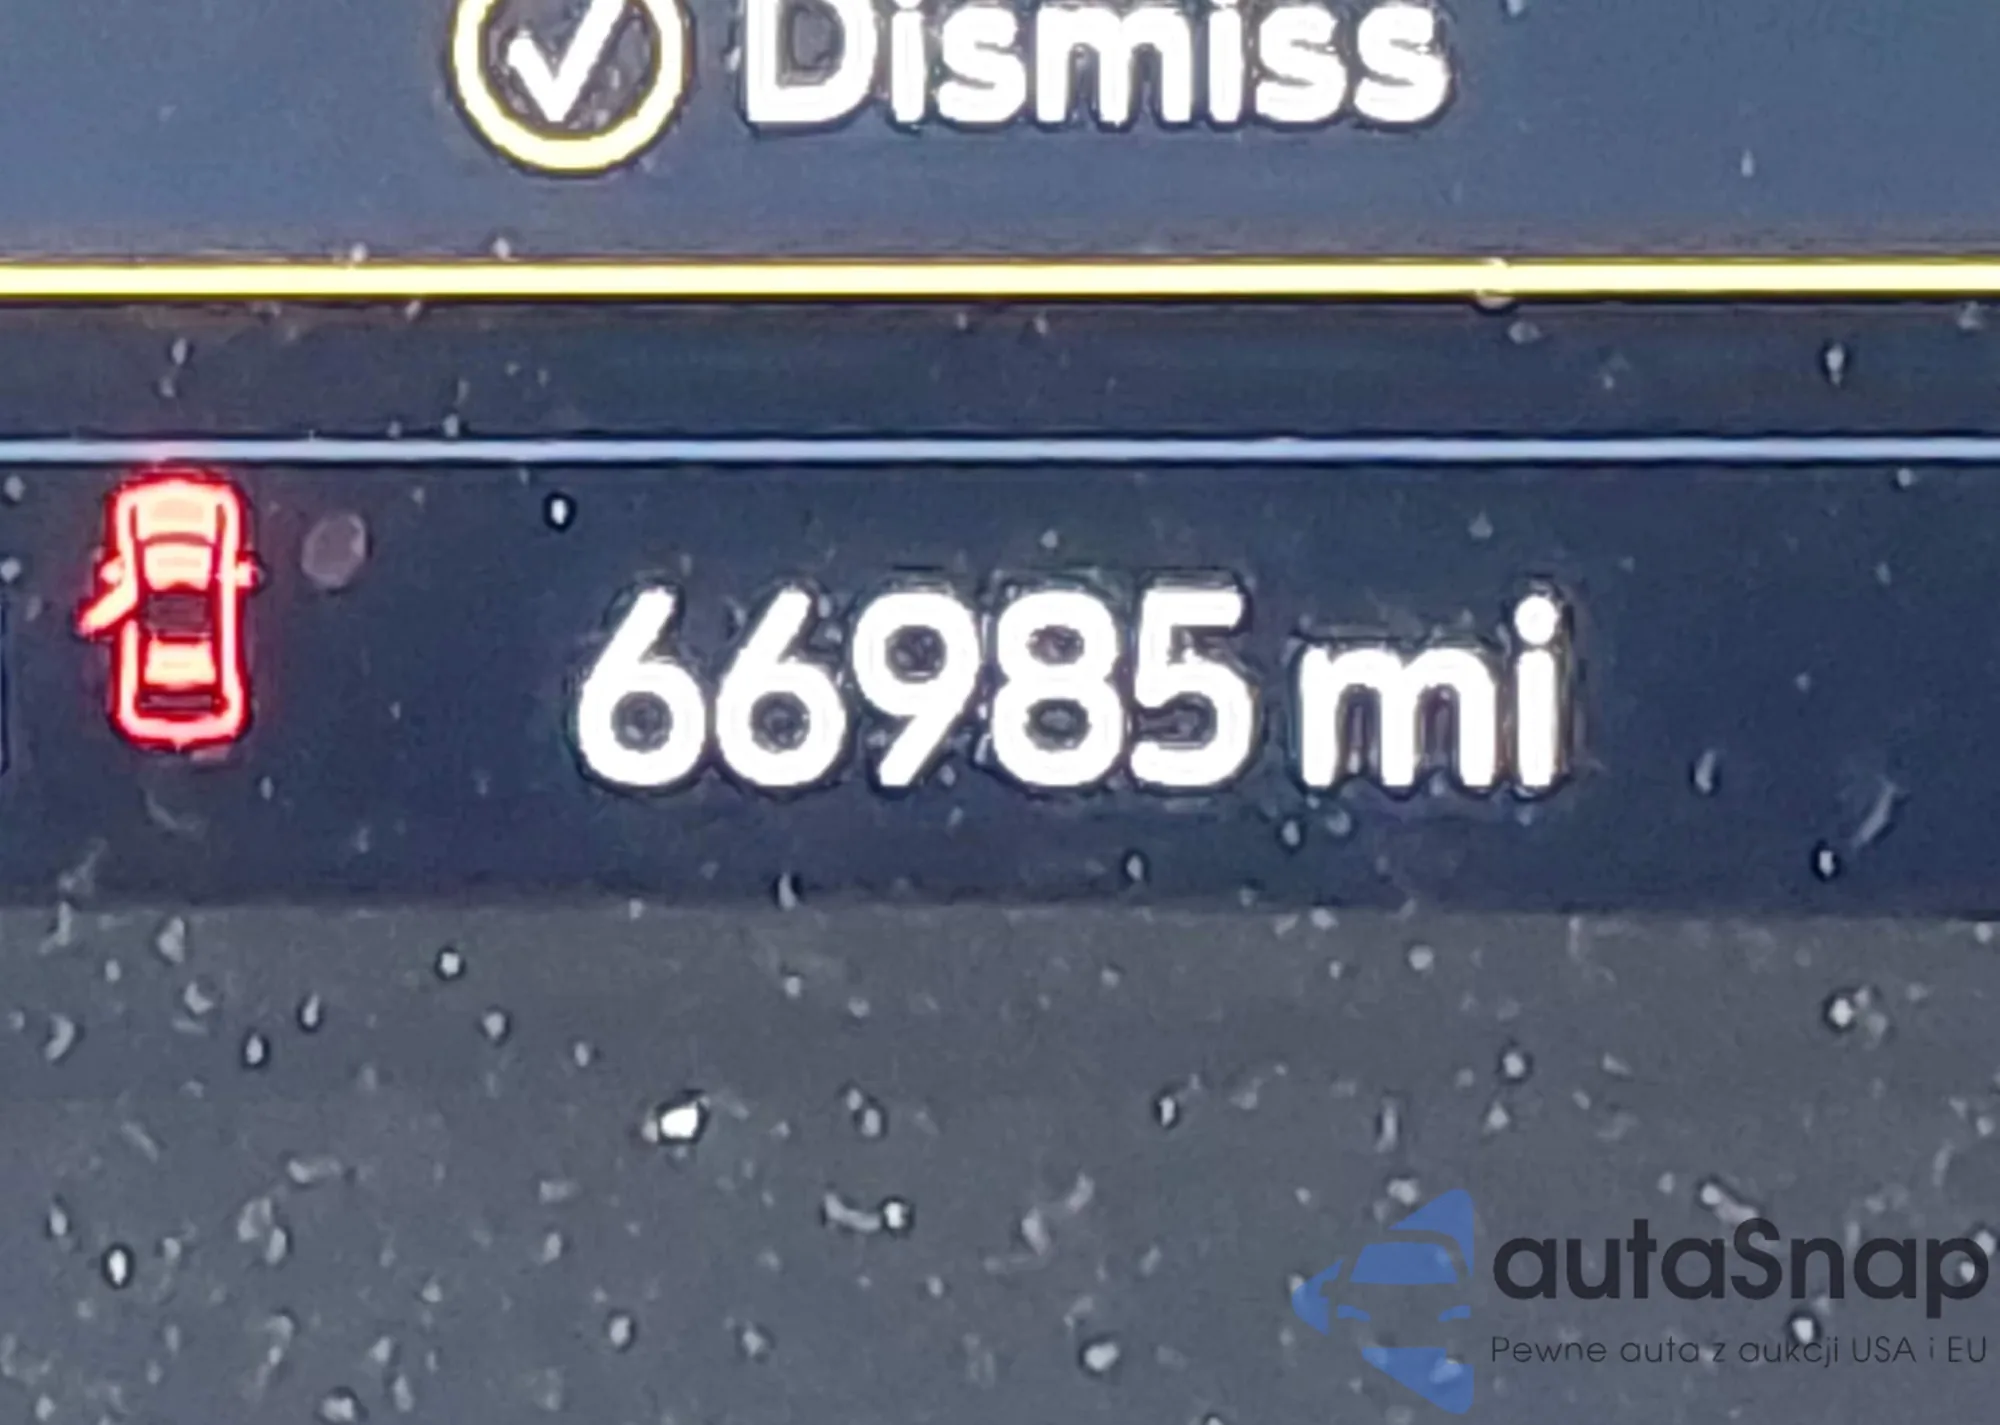 Dismiss
66985 mi
autaSnap
Pewne auta z aukcji USA i EU